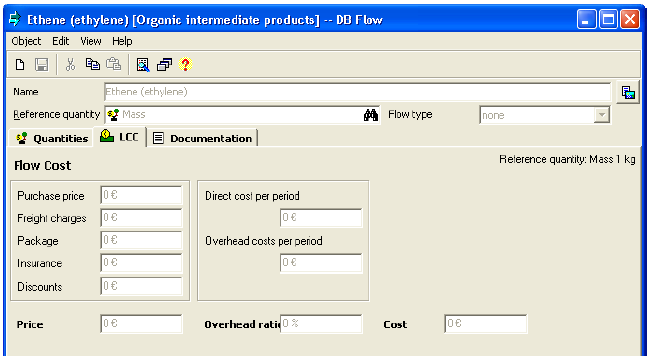 Ethene (ethylene) [Organic intermediate products] -- DB Flow
Object Edit View Help
Name Ethene (ethylene)
Reference quantity Mass Flow type none
Quantities LCC Documentation
Flow Cost Reference quantity: Mass 1 kg
Purchase price 0 € Direct cost per period
Freight charges 0 € 0 €
Package 0 € Overhead costs per period
Insurance 0 € 0 €
Discounts 0 €
Price 0 € Overhead ratio 0 % Cost 0 €